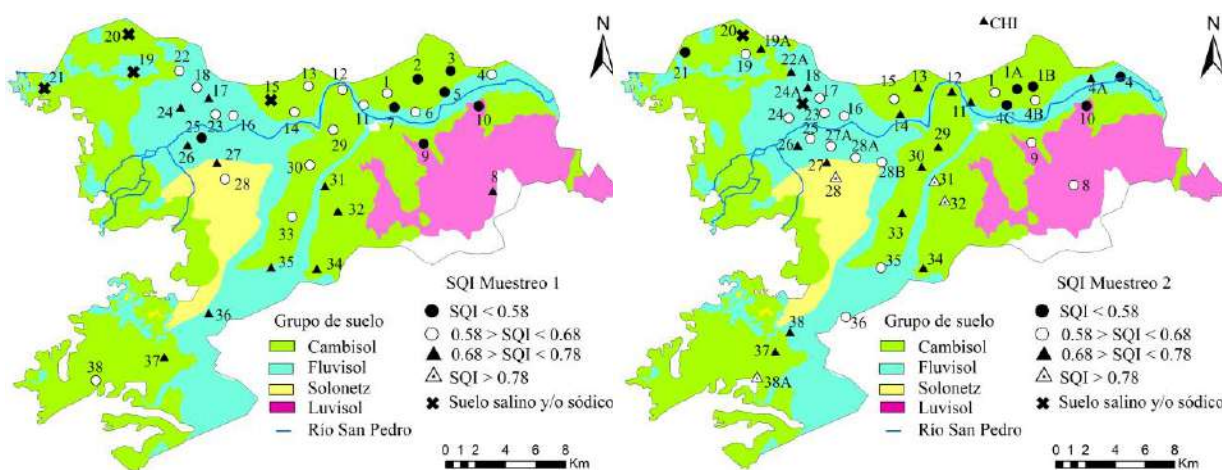 N
20
19
21
22
18
17
24
25
23
16
26
27
28
15
13
12
14
11
1
2
3
4
5
6
7
10
9
8
29
30
31
32
33
34
35
36
37
38
SQI Muestreo 1
SQI < 0.58
0.58 > SQI < 0.68
0.68 > SQI < 0.78
SQI > 0.78
Suelo salino y/o sódico
Grupo de suelo
Cambisol
Fluvisol
Solonetz
Luvisol
Río San Pedro
0 1 2 4 6 8
Km
CHI
N
20
19A
19
21
22A
18
17
24A
24
23
16
25
27A
26
27
28A
28B
28
15
13
12
14
11
1
1A
1B
4A
4
4C
4B
10
9
8
29
30
31
32
33
34
35
36
38
37
38A
SQI Muestreo 2
SQI < 0.58
0.58 > SQI < 0.68
0.68 > SQI < 0.78
SQI > 0.78
Suelo salino y/o sódico
Grupo de suelo
Cambisol
Fluvisol
Solonetz
Luvisol
Río San Pedro
0 1 2 4 6 8
Km